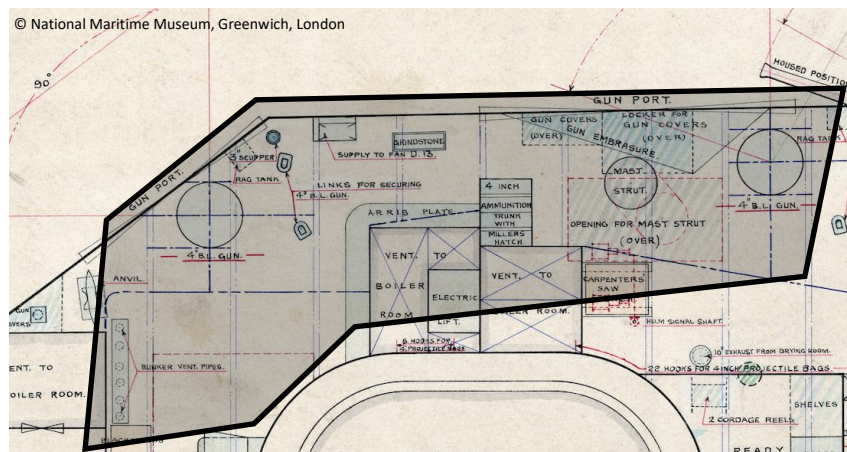 © National Maritime Museum, Greenwich, London
90°
HOUSED POSITIO
GUN PORT.
GUN COVERS
(OVER)
LOCKER FOR
GUN COVERS
(OVER)
GUN EMBRASURE
RAG TANK
3" SCUPPER
GRINDSTONE
SUPPLY TO FAN D.13.
RAG TANK
LINKS FOR SECURING
4" B.L. GUN.
GUN PORT.
MAST
STRUT.
4 INCH
AMMUNITION
TRUNK
WITH
MILLERS
HATCH.
OPENING FOR MAST STRUT
(OVER)
4" B.L. GUN.
ARRIS PLATE
4" B.L. GUN.
VENT. TO
BOILER
ROOM
ELECTRIC
LIFT.
VENT. TO
BOILER ROOM.
CARPENTERS
SAW
ANVIL
HELM SIGNAL SHAFT.
6 HOOKS FOR
4" PROJECTILE BAGS
BUNKER VENT. PIPES.
ENT. TO
OILER ROOM.
10" EXHAUST FROM DRYING ROOM.
22 HOOKS FOR 4 INCH PROJECTILE BAGS
2 CORDAGE REELS
SHELVES
READY